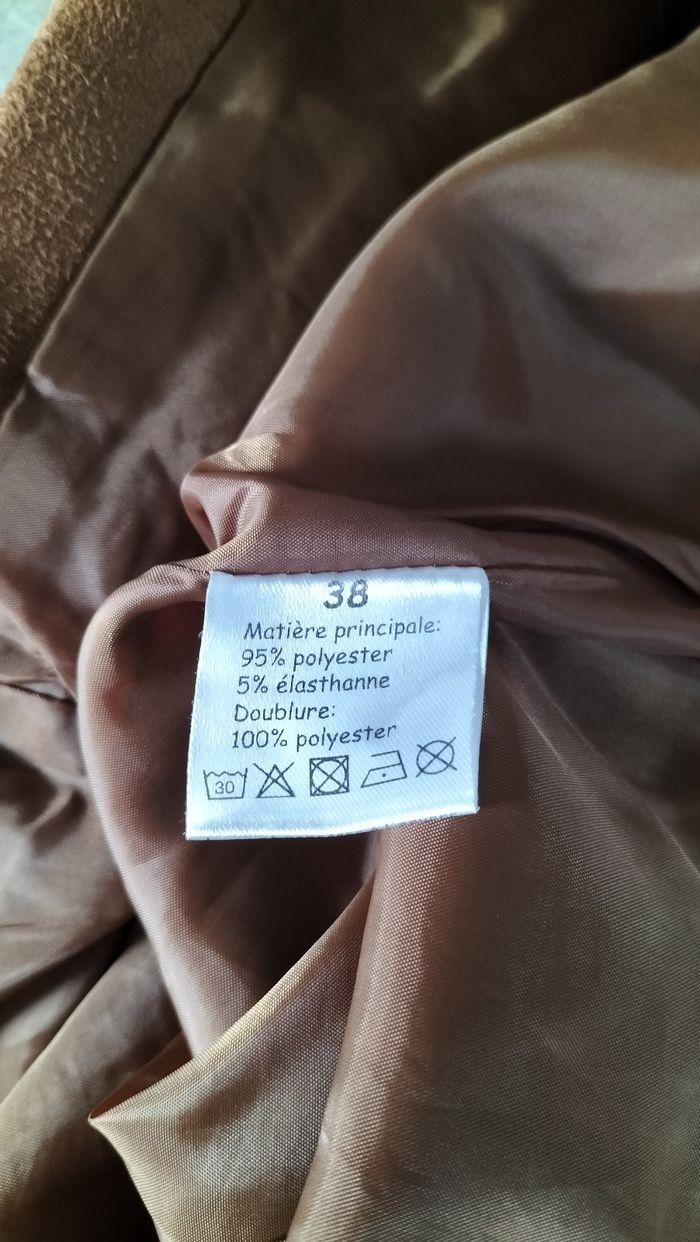 38
Matière principale:
95% polyester
5% élasthanne
Doublure:
100% polyester
30